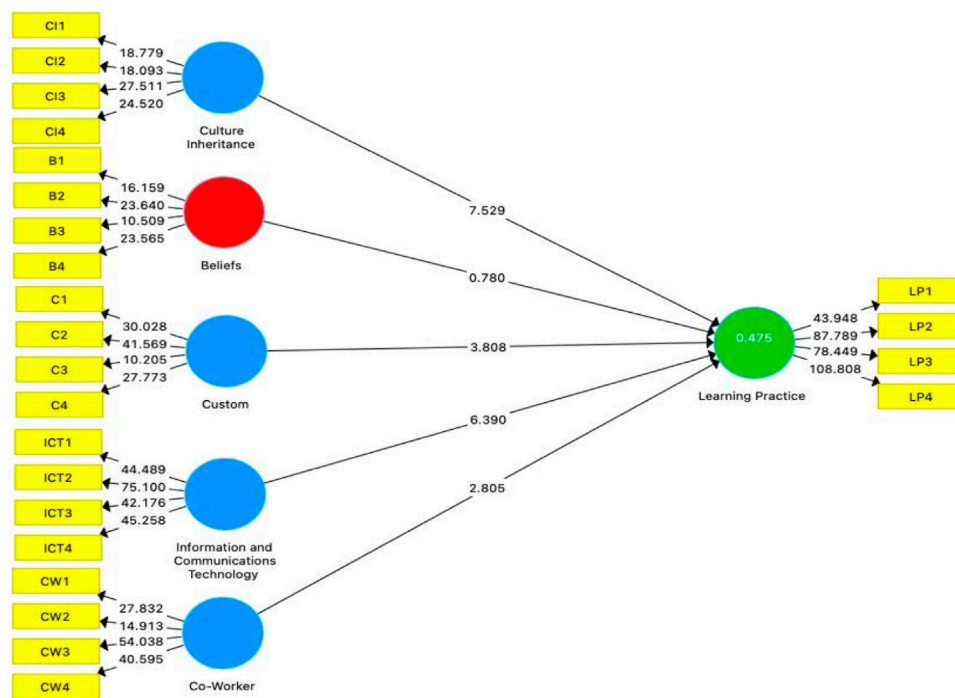 CI1
CI2
CI3
CI4
18.779
18.093
27.511
24.520
Culture
Inheritance
B1
B2
B3
B4
16.159
23.640
10.509
23.565
Beliefs
C1
C2
C3
C4
30.028
41.569
10.205
27.773
Custom
ICT1
ICT2
ICT3
ICT4
44.489
75.100
42.176
45.258
Information and
Communications
Technology
CW1
CW2
CW3
CW4
27.832
14.913
54.038
40.595
Co-Worker
7.529
0.780
3.808
6.390
2.805
0.475
Learning Practice
43.948
87.789
78.449
108.808
LP1
LP2
LP3
LP4